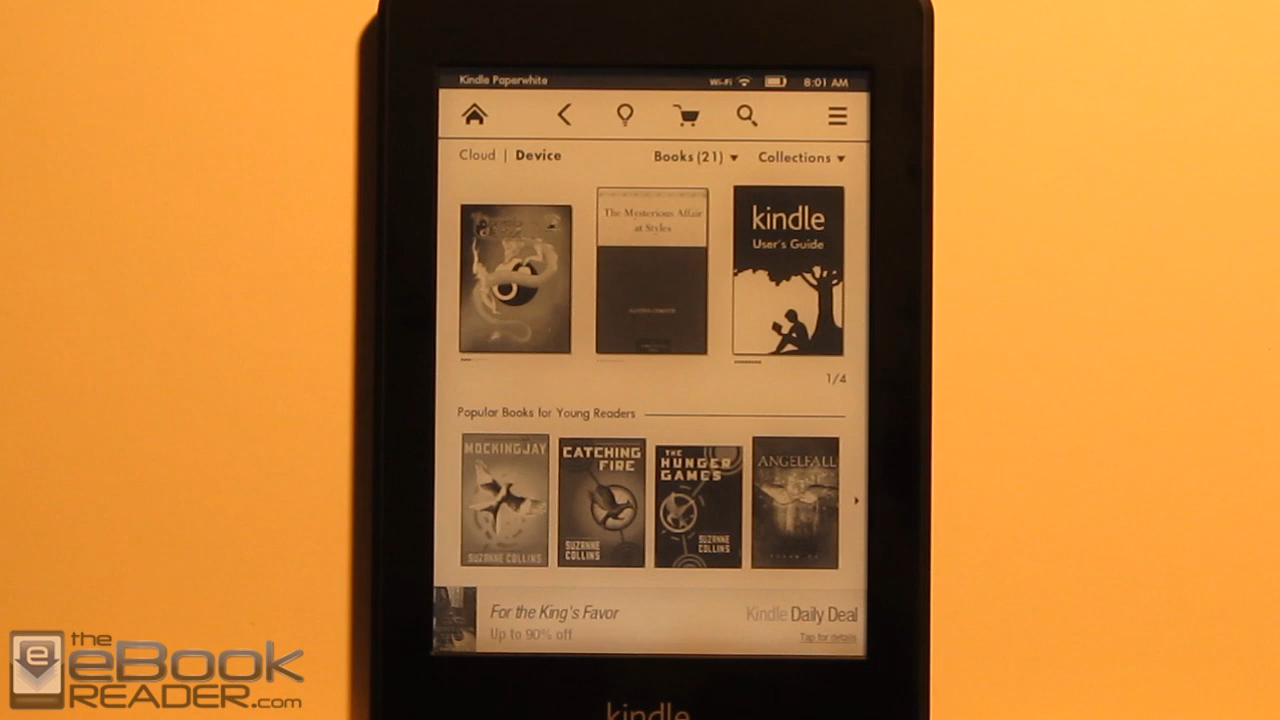 Kindle Paperwhite Wi-Fi 8:01 AM
Cloud | Device Books (21) Collections
The Mysterious Affair
at Styles
kindle
User's Guide
1/4
Popular Books for Young Readers
MOCKINGJAY
SUZANNE COLLINS
CATCHING
FIRE
SUZANNE
COLLINS
THE
HUNGER
GAMES
SUZANNE
COLLINS
ANGELFALL
For the King's Favor
Up to 90% off
Kindle Daily Deal
Tap for details
kindle
the
eBook
READER.com